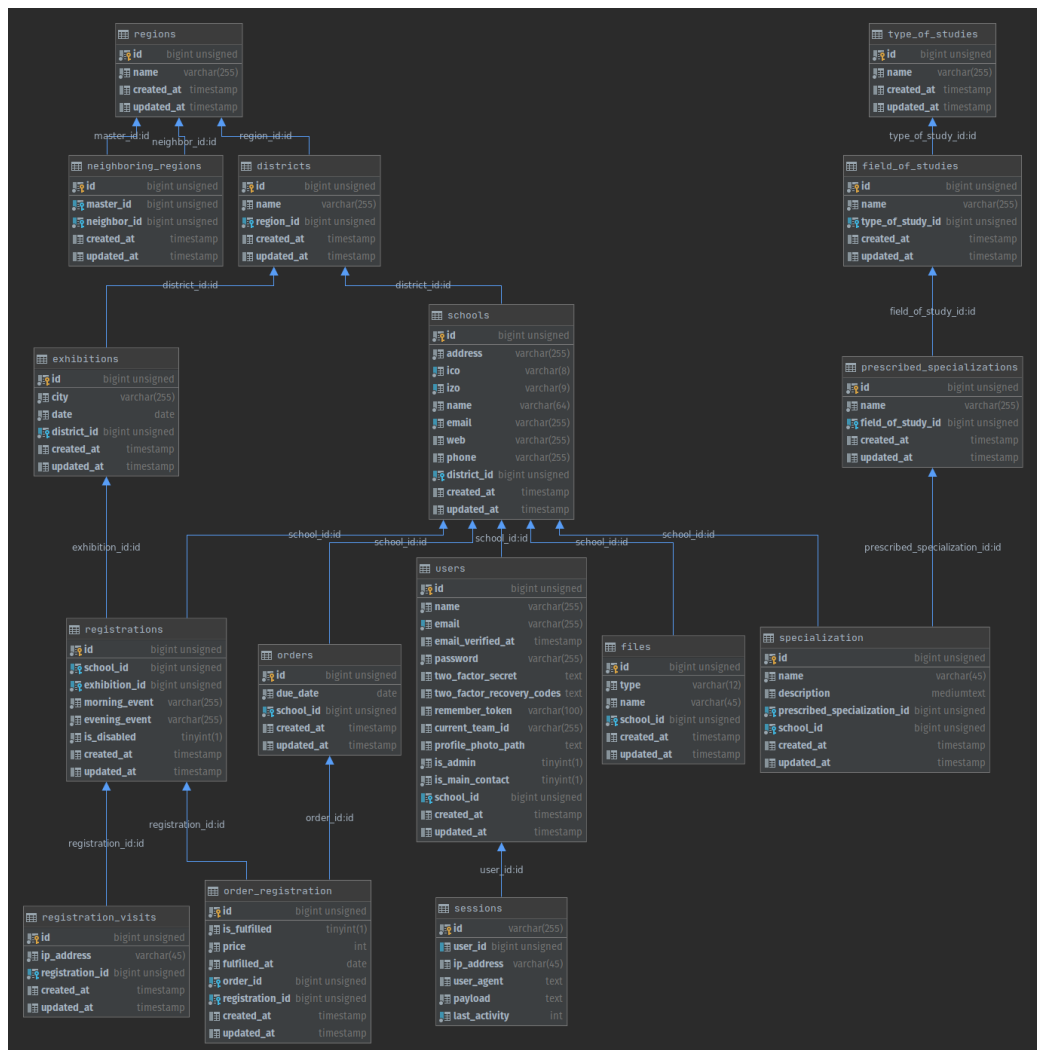 regions
id bigint unsigned
name varchar(255)
created_at timestamp
updated_at timestamp
type_of_studies
id bigint unsigned
name varchar(255)
created_at timestamp
updated_at timestamp
master_id:id
neighbor_id:id
region_id:id
type_of_study_id:id
neighboring_regions
id bigint unsigned
master_id bigint unsigned
neighbor_id bigint unsigned
created_at timestamp
updated_at timestamp
districts
id bigint unsigned
name varchar(255)
region_id bigint unsigned
created_at timestamp
updated_at timestamp
field_of_studies
id bigint unsigned
name varchar(255)
type_of_study_id bigint unsigned
created_at timestamp
updated_at timestamp
district_id:id
district_id:id
field_of_study_id:id
schools
id bigint unsigned
address varchar(255)
ico varchar(8)
izo varchar(9)
name varchar(64)
email varchar(255)
web varchar(255)
phone varchar(255)
district_id bigint unsigned
created_at timestamp
updated_at timestamp
exhibitions
id bigint unsigned
city varchar(255)
date date
district_id bigint unsigned
created_at timestamp
updated_at timestamp
prescribed_specializations
id bigint unsigned
name varchar(255)
field_of_study_id bigint unsigned
created_at timestamp
updated_at timestamp
exhibition_id:id
school_id:id
school_id:id
school_id:id
school_id:id
school_id:id
prescribed_specialization_id:id
registrations
id bigint unsigned
school_id bigint unsigned
exhibition_id bigint unsigned
morning_event varchar(255)
evening_event varchar(255)
is_disabled tinyint(1)
created_at timestamp
updated_at timestamp
orders
id bigint unsigned
due_date date
school_id bigint unsigned
created_at timestamp
updated_at timestamp
users
id bigint unsigned
name varchar(255)
email varchar(255)
email_verified_at timestamp
password varchar(255)
two_factor_secret text
two_factor_recovery_codes text
remember_token varchar(100)
current_team_id varchar(255)
profile_photo_path text
is_admin tinyint(1)
is_main_contact tinyint(1)
school_id bigint unsigned
created_at timestamp
updated_at timestamp
files
id bigint unsigned
type varchar(12)
name varchar(45)
school_id bigint unsigned
created_at timestamp
updated_at timestamp
specialization
id bigint unsigned
name varchar(45)
description mediumtext
prescribed_specialization_id bigint unsigned
school_id bigint unsigned
created_at timestamp
updated_at timestamp
registration_id:id
registration_id:id
order_id:id
user_id:id
registration_visits
id bigint unsigned
ip_address varchar(45)
registration_id bigint unsigned
created_at timestamp
updated_at timestamp
order_registration
id bigint unsigned
is_fulfilled tinyint(1)
price int
fulfilled_at date
order_id bigint unsigned
registration_id bigint unsigned
created_at timestamp
updated_at timestamp
sessions
id varchar(255)
user_id bigint unsigned
ip_address varchar(45)
user_agent text
payload text
last_activity int